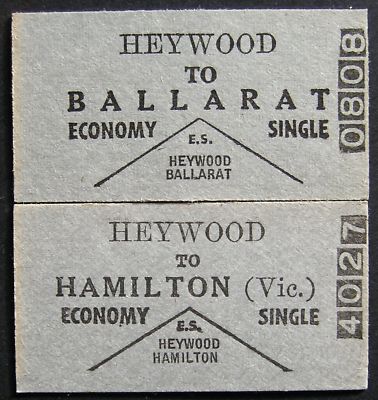 HEYWOOD
TO
BALLARAT
ECONOMY SINGLE
E.S.
HEYWOOD
BALLARAT
0808
HEYWOOD
TO
HAMILTON (Vic.)
ECONOMY SINGLE
E.S.
HEYWOOD
HAMILTON
4027